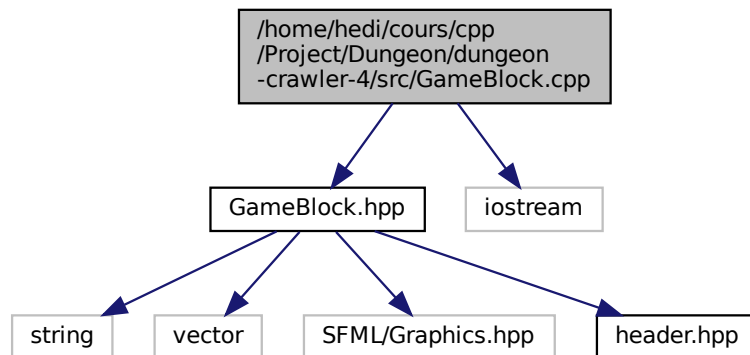 /home/hedi/cours/cpp
/Project/Dungeon/dungeon
-crawler-4/src/GameBlock.cpp
GameBlock.hpp
iostream
string
vector
SFML/Graphics.hpp
header.hpp